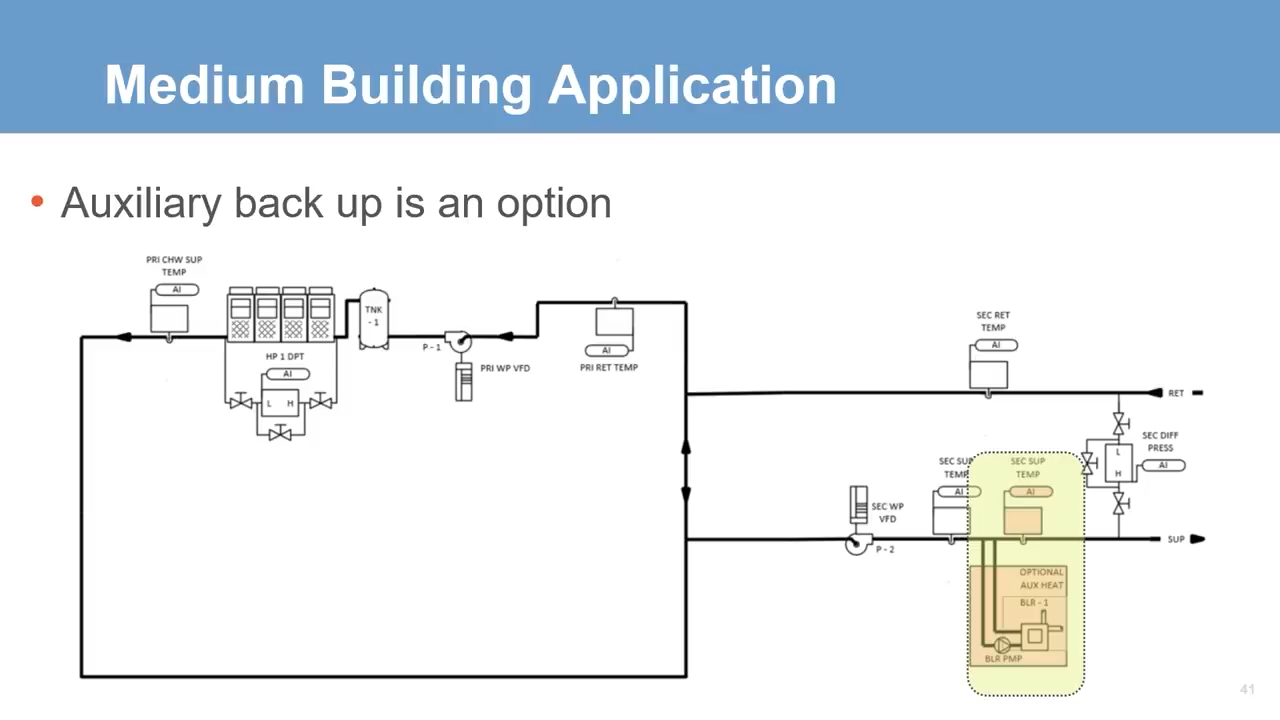 Medium Building Application
• Auxiliary back up is an option
PRI CHW SUP
TEMP
AI
HP 1 DPT
AI
L H
TNK
- 1
P - 1
PRI WP VFD
AI
PRI RET TEMP
SEC RET
TEMP
AI
RET
SEC DIFF
PRESS
AI
L
H
SEC SUP
TEMP
AI
SEC SUP
TEMP
AI
SEC WP
VFD
P - 2
SUP
OPTIONAL
AUX HEAT
BLR - 1
BLR PMP
41